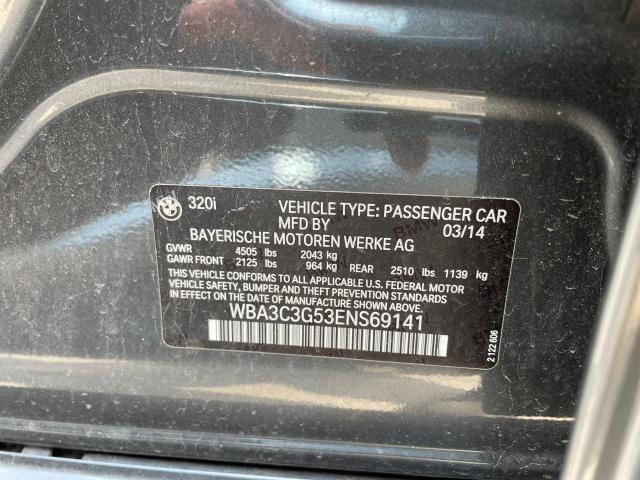 320i VEHICLE TYPE: PASSENGER CAR
MFD BY 03/14
BAYERISCHE MOTOREN WERKE AG
GVWR 4505 lbs 2043 kg
GAWR FRONT 2125 lbs 964 kg REAR 2510 lbs 1139 kg
THIS VEHICLE CONFORMS TO ALL APPLICABLE U.S. FEDERAL MOTOR
VEHICLE SAFETY, BUMPER AND THEFT PREVENTION STANDARDS IN
EFFECT ON THE DATE OF MANUFACTURE SHOWN ABOVE.
WBA3C3G53ENS69141
2 122 606